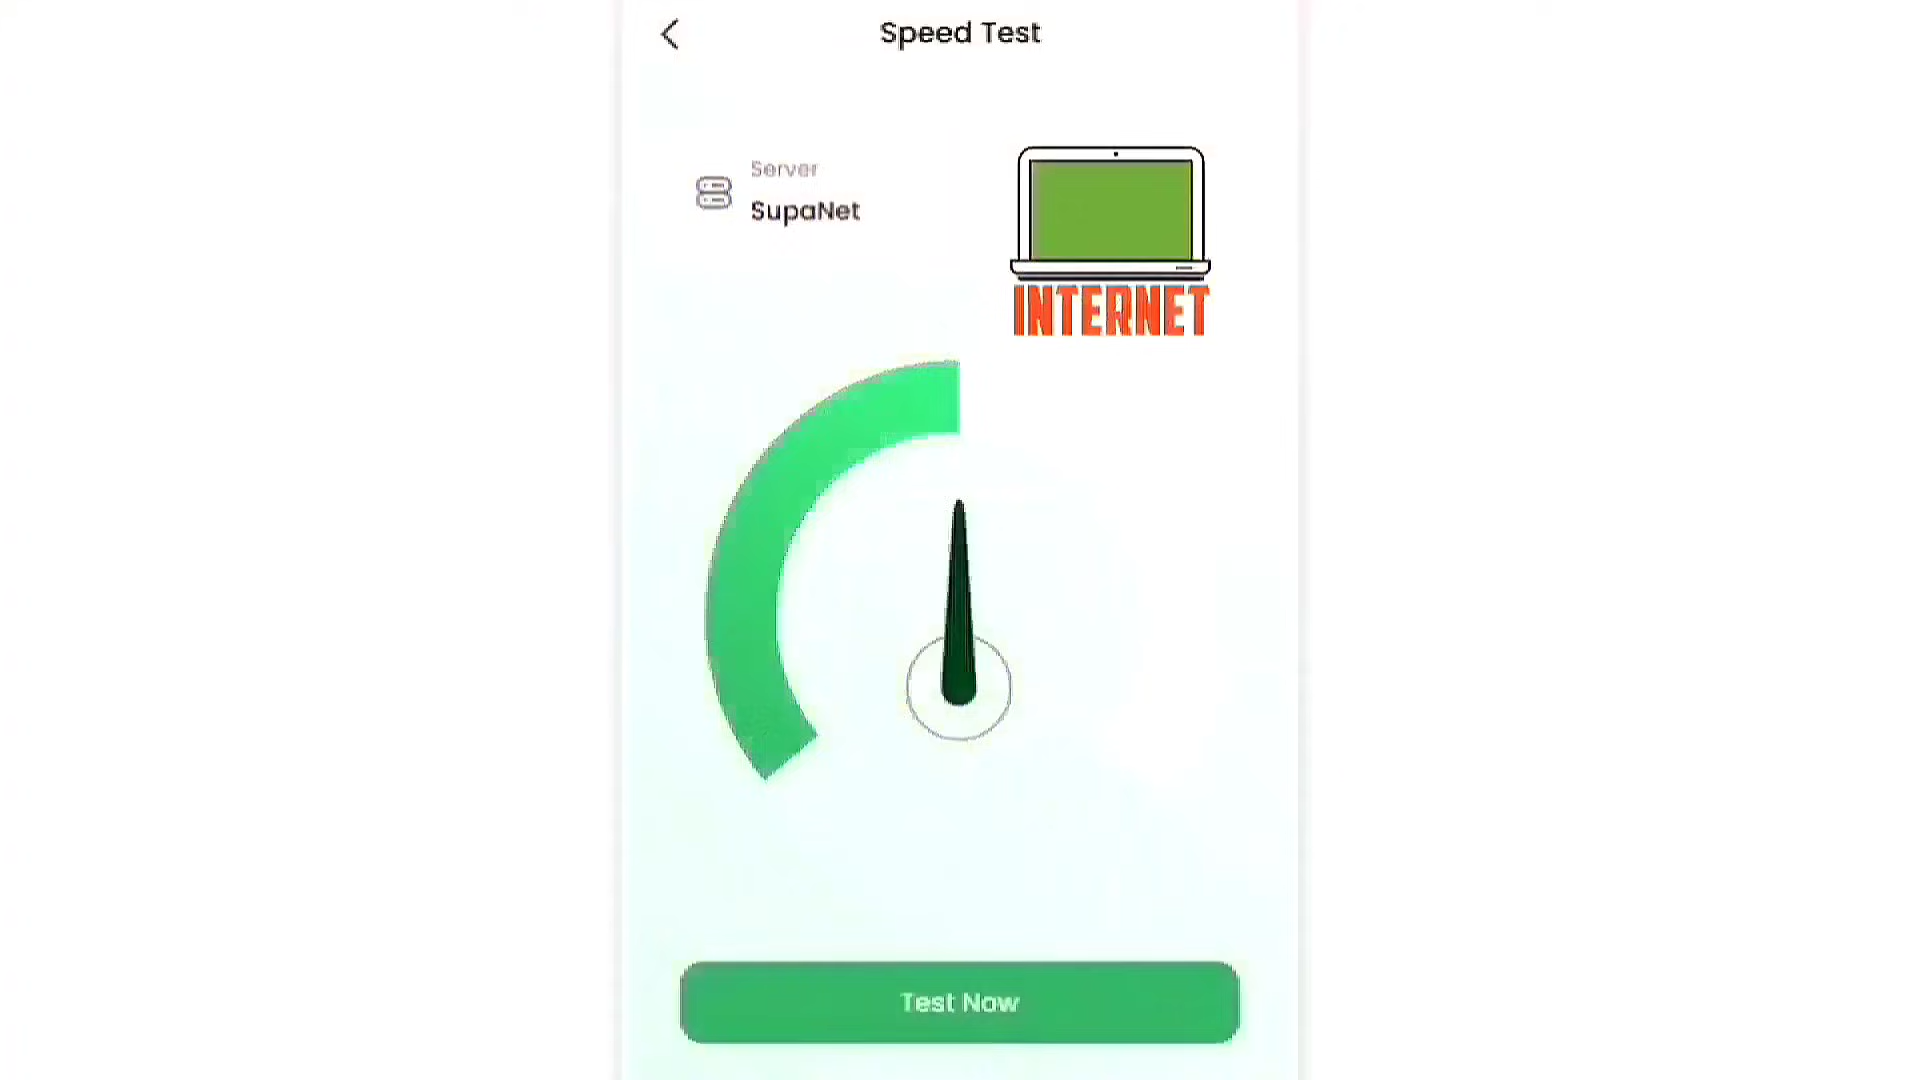 Speed Test
Server
SupaNet
INTERNET
Test Now